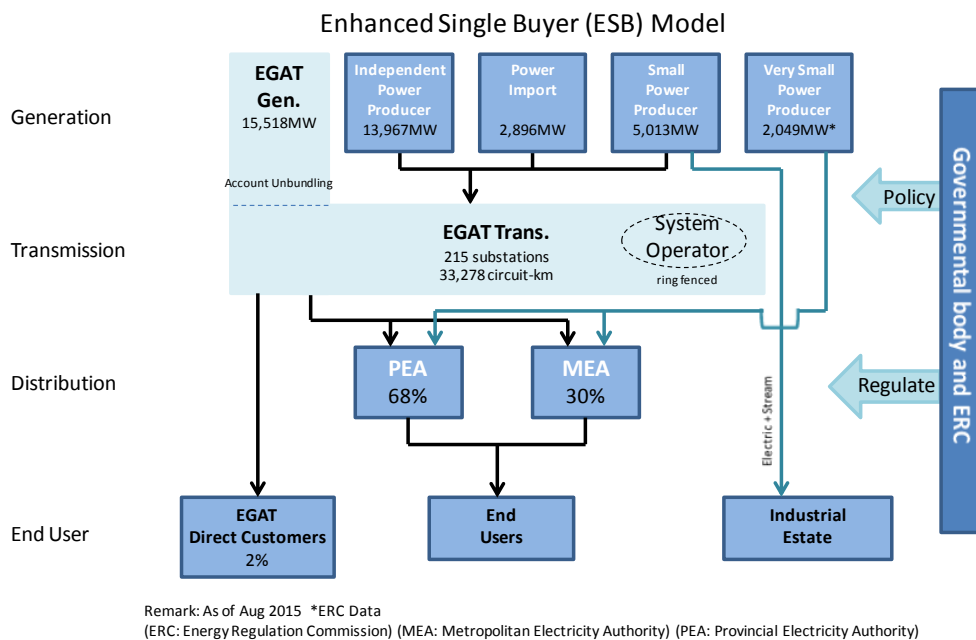 Enhanced Single Buyer (ESB) Model
Generation
EGAT
Gen.
15,518MW
Account Unbundling
Independent
Power
Producer
13,967MW
Power
Import
2,896MW
Small
Power
Producer
5,013MW
Very Small
Power
Producer
2,049MW*
Governmental body and ERC
Policy
Transmission
EGAT Trans.
215 substations
33,278 circuit-km
System
Operator
ring fenced
Distribution
PEA
68%
MEA
30%
Electric + Stream
Regulate
End User
EGAT
Direct Customers
2%
End
Users
Industrial
Estate
Remark: As of Aug 2015 *ERC Data
(ERC: Energy Regulation Commission) (MEA: Metropolitan Electricity Authority) (PEA: Provincial Electricity Authority)